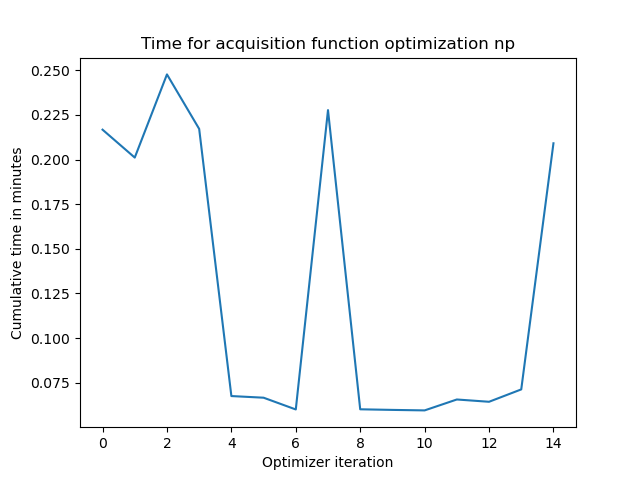 Time for acquisition function optimization np
0.250
0.225
0.200
0.175
0.150
0.125
0.100
0.075
Cumulative time in minutes
0 2 4 6 8 10 12 14
Optimizer iteration